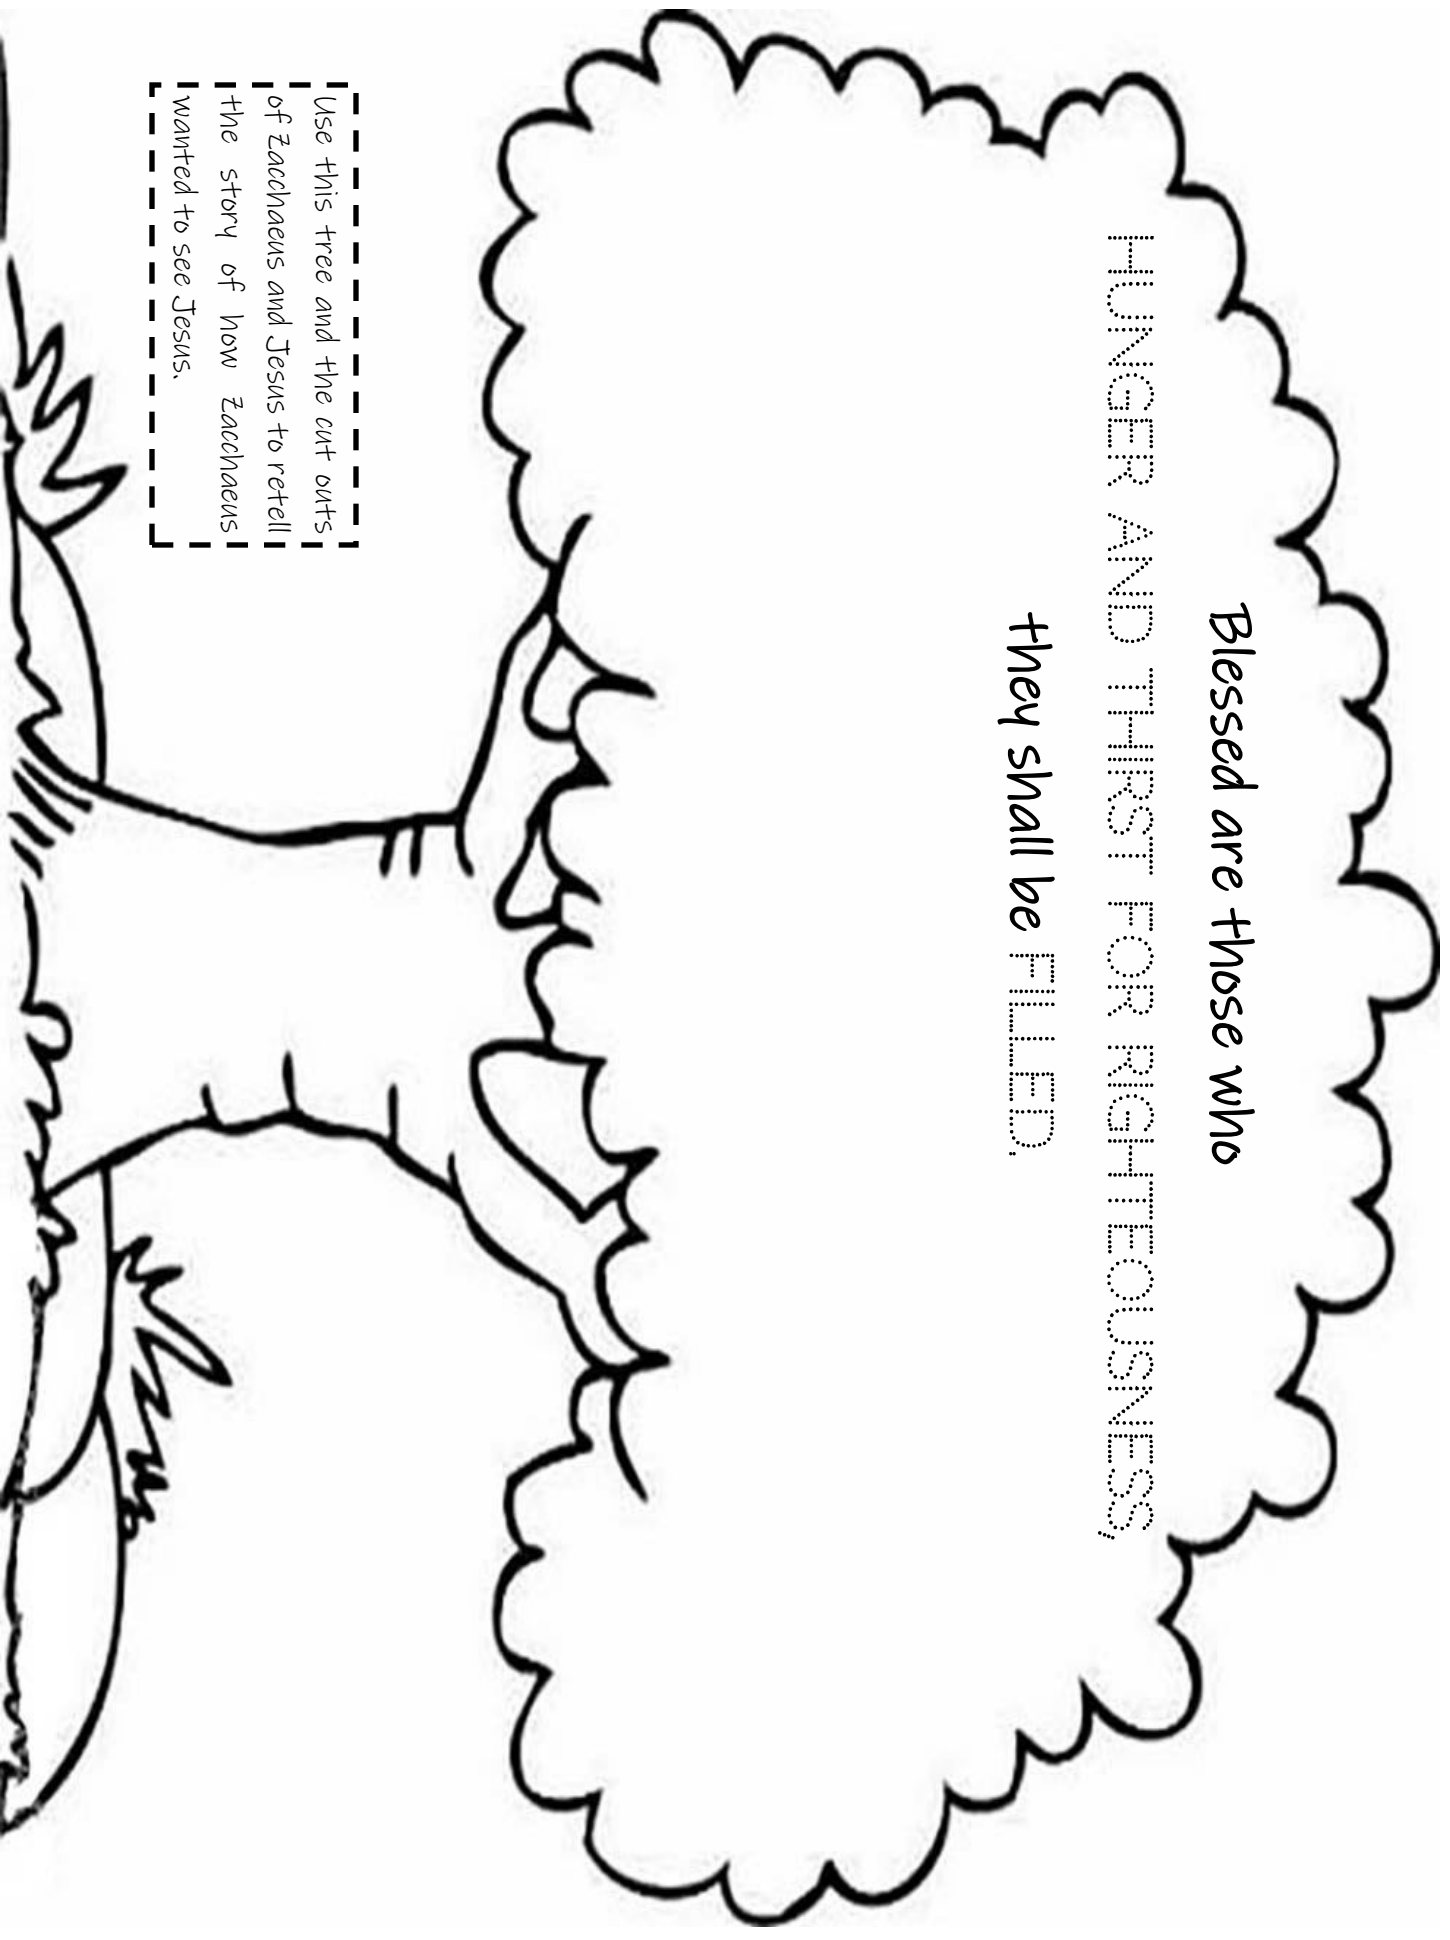 Blessed are those who
HUNGER AND THIRST FOR RIGHTEOUSNESS,
they shall be FILLED.
Use this tree and the cut outs
of Zacchaeus and Jesus to retell
the story of how Zacchaeus
wanted to see Jesus.